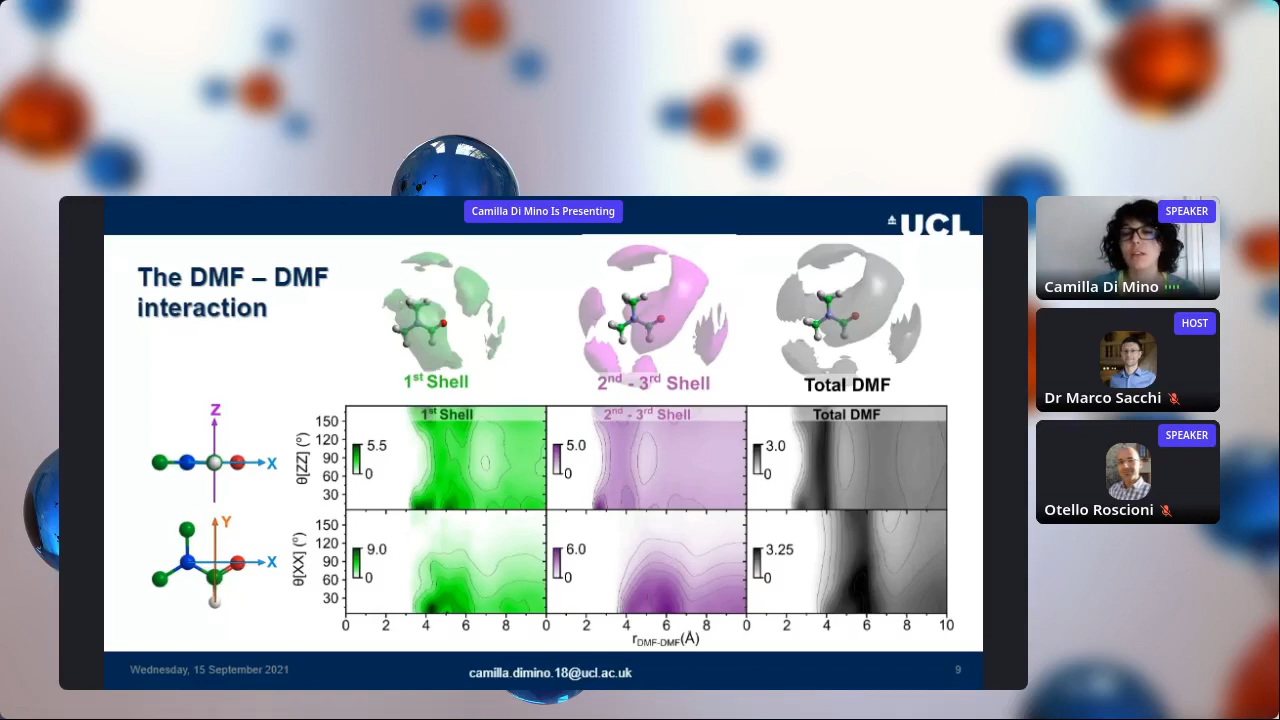 Camilla Di Mino Is Presenting
UCL
The DMF – DMF
interaction
1st Shell
2nd - 3rd Shell
Total DMF
Z
X
Y
X
1st Shell
2nd - 3rd Shell
Total DMF
θ[ZZ] (º)
150
120
90
60
30
5.5
0
5.0
0
3.0
0
θ[XX] (º)
150
120
90
60
30
9.0
0
6.0
0
3.25
0
0 2 4 6 8 0 2 4 6 8 0 2 4 6 8 10
rDMF-DMF(Å)
Wednesday, 15 September 2021
camilla.dimino.18@ucl.ac.uk
9
SPEAKER
Camilla Di Mino
HOST
Dr Marco Sacchi
SPEAKER
Otello Roscioni